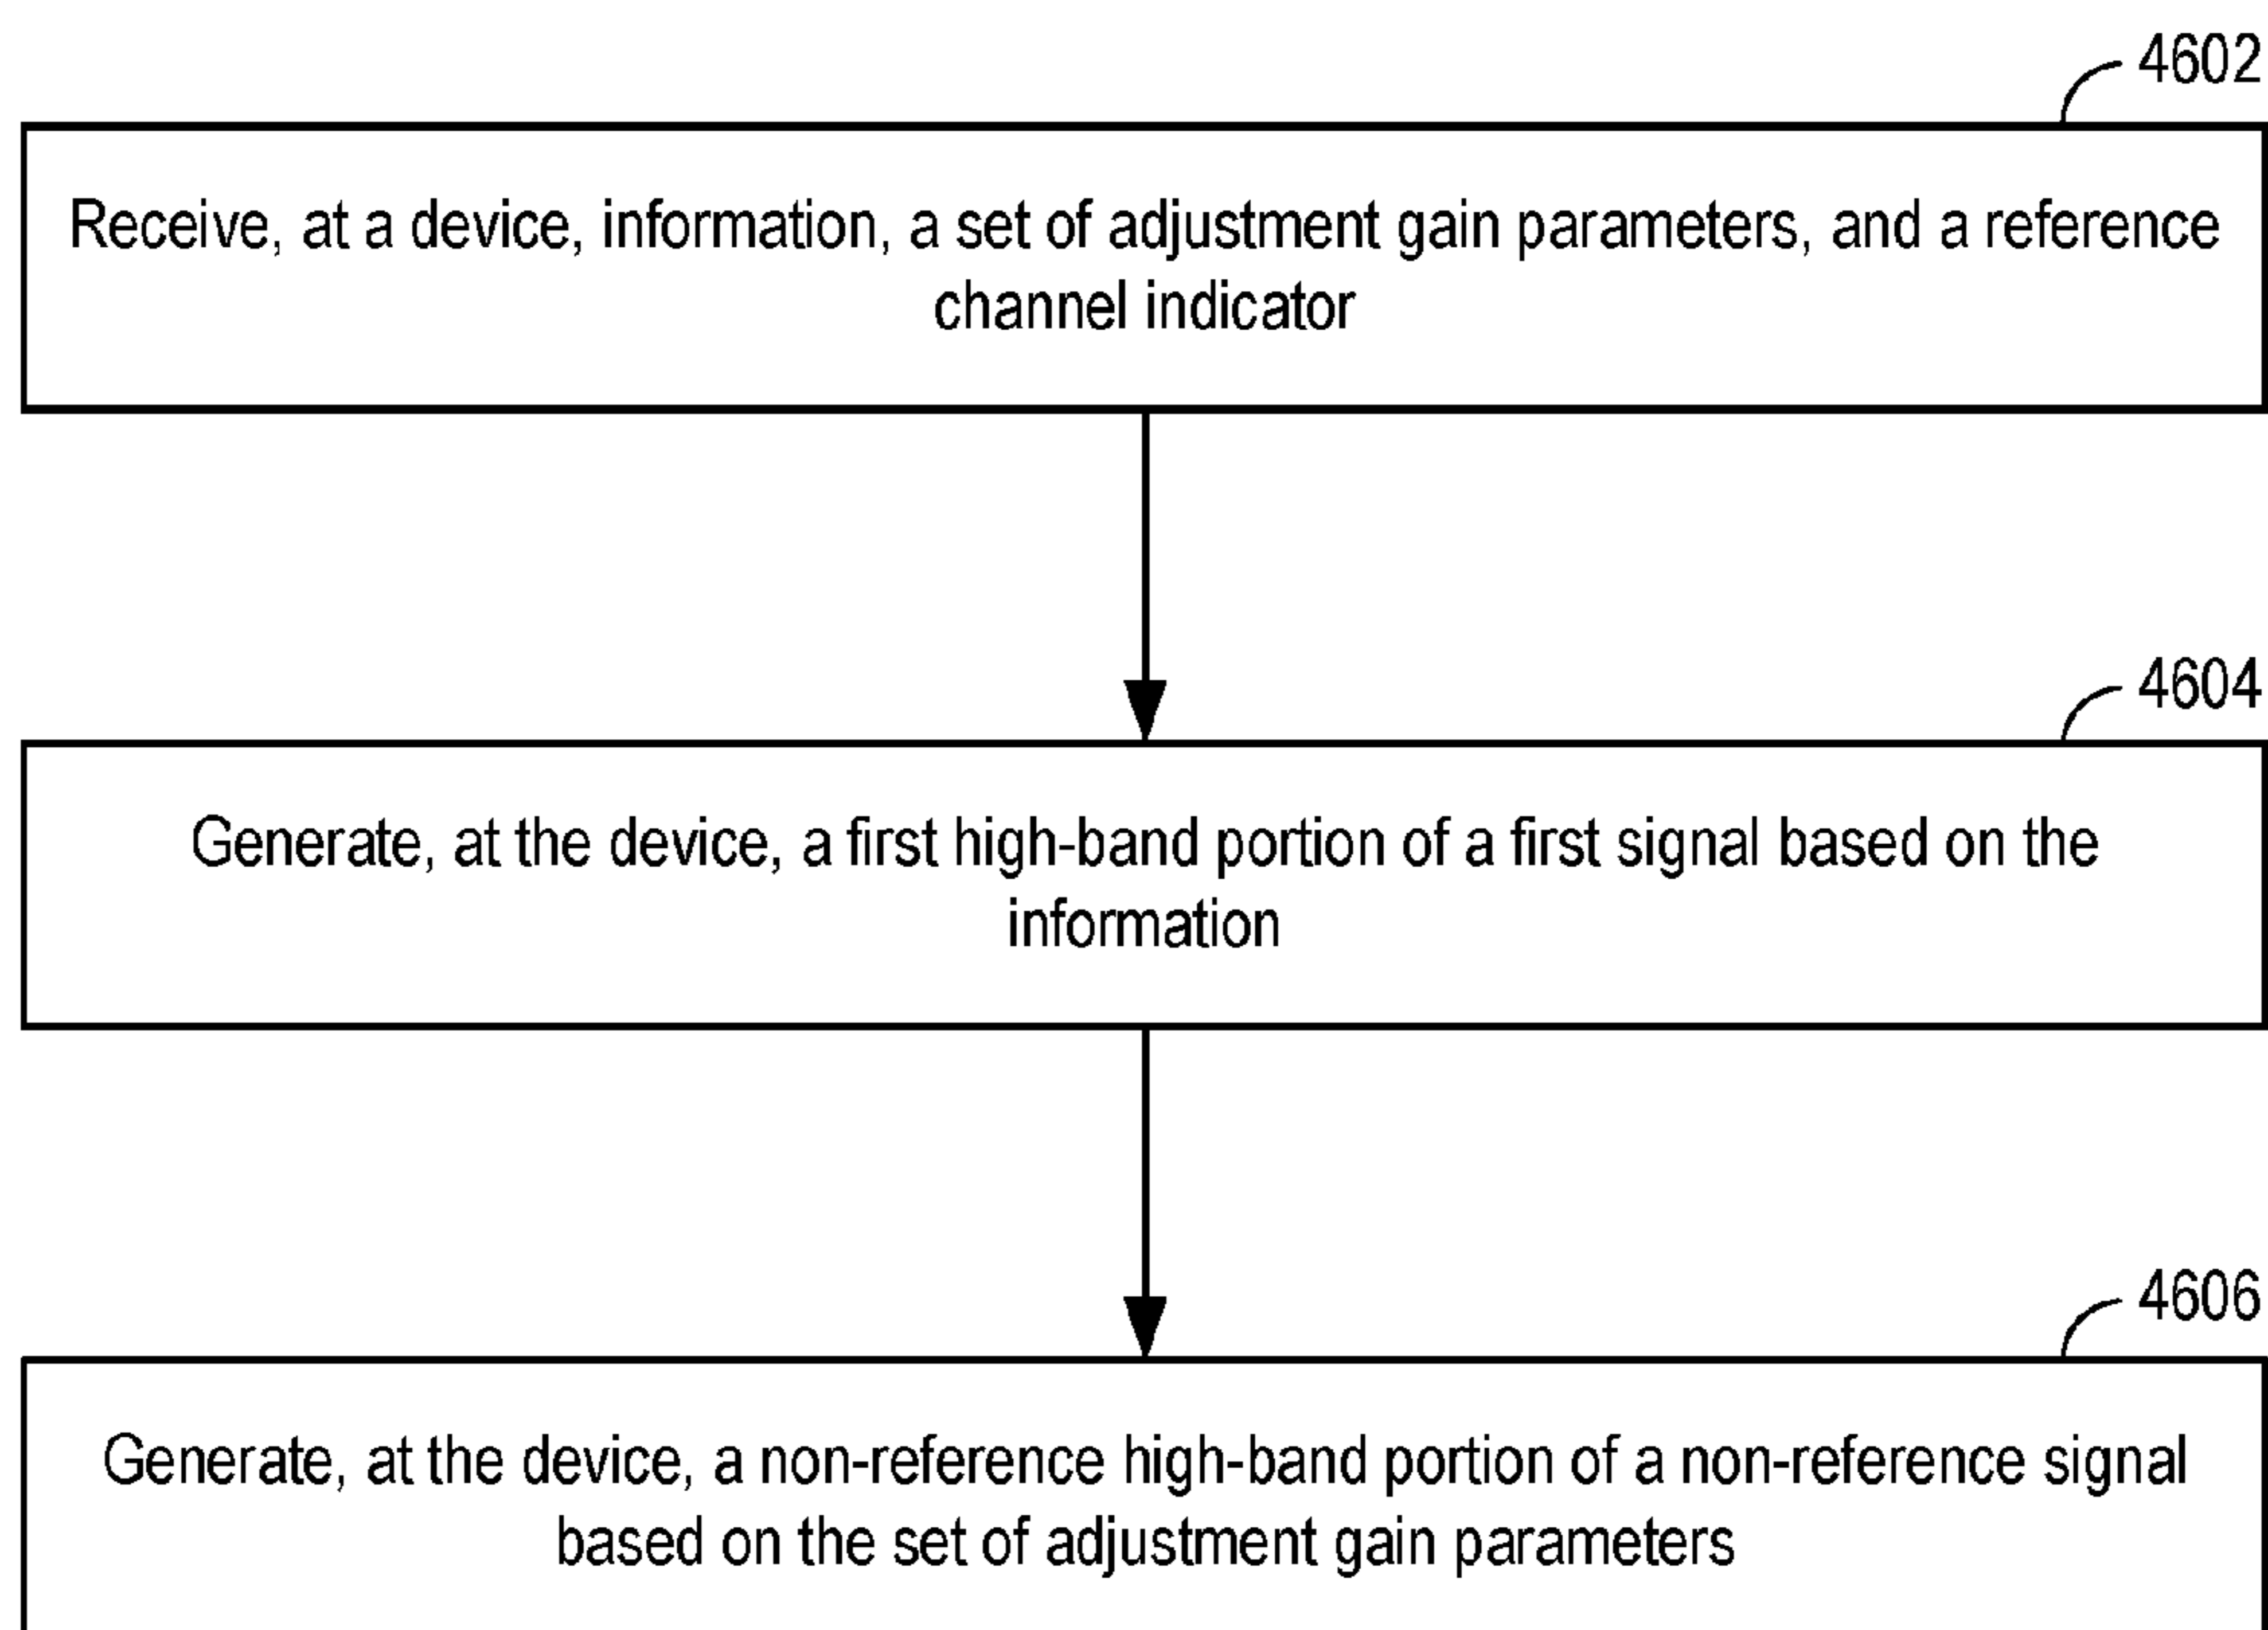 4602
Receive, at a device, information, a set of adjustment gain parameters, and a reference
channel indicator
4604
Generate, at the device, a first high-band portion of a first signal based on the
information
4606
Generate, at the device, a non-reference high-band portion of a non-reference signal
based on the set of adjustment gain parameters